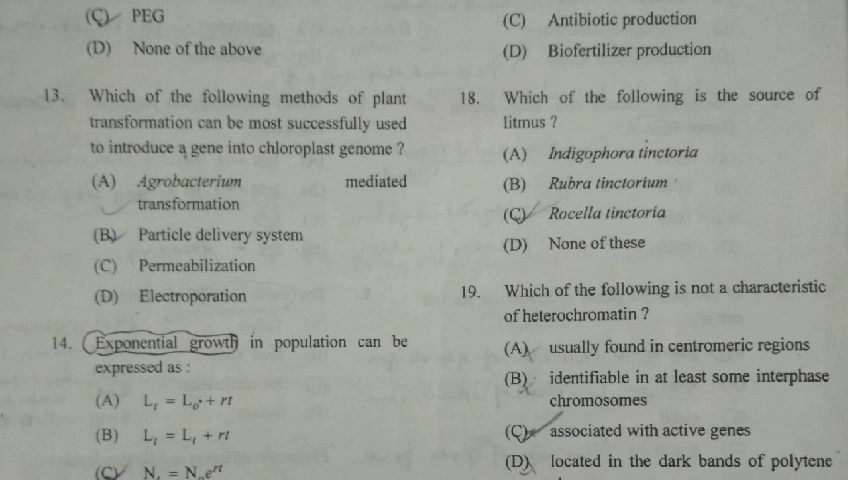 (C) PEG
(D) None of the above
13. Which of the following methods of plant
transformation can be most successfully used
to introduce a gene into chloroplast genome ?
(A) Agrobacterium mediated
transformation
(B) Particle delivery system
(C) Permeabilization
(D) Electroporation
14. Exponential growth in population can be
expressed as :
(A) Lₜ = L₀ + rt
(B) Lₜ = Lₜ + rt
(C) Nₜ = N₀eʳᵗ
(C) Antibiotic production
(D) Biofertilizer production
18. Which of the following is the source of
litmus ?
(A) Indigophora tinctoria
(B) Rubra tinctorium
(C) Rocella tinctoria
(D) None of these
19. Which of the following is not a characteristic
of heterochromatin ?
(A) usually found in centromeric regions
(B) identifiable in at least some interphase
chromosomes
(C) associated with active genes
(D) located in the dark bands of polytene